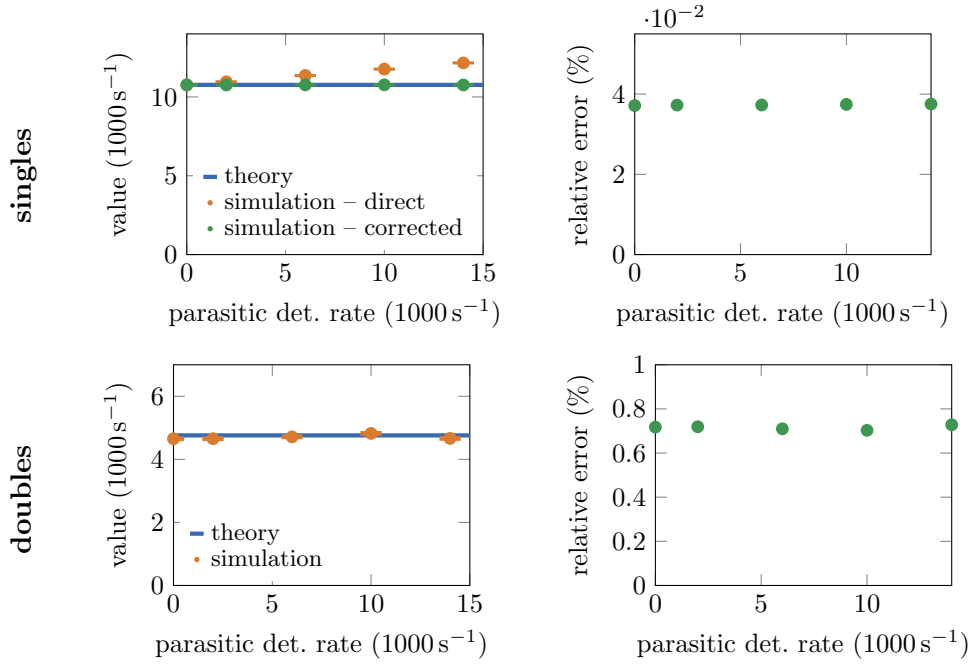 singles
value (1000 s⁻¹)
10
5
0
theory
simulation – direct
simulation – corrected
0 5 10 15
parasitic det. rate (1000 s⁻¹)
·10⁻²
relative error (%)
4
2
0
0 5 10
parasitic det. rate (1000 s⁻¹)
doubles
value (1000 s⁻¹)
6
4
2
0
theory
simulation
0 5 10 15
parasitic det. rate (1000 s⁻¹)
relative error (%)
1
0.8
0.6
0.4
0.2
0
0 5 10
parasitic det. rate (1000 s⁻¹)